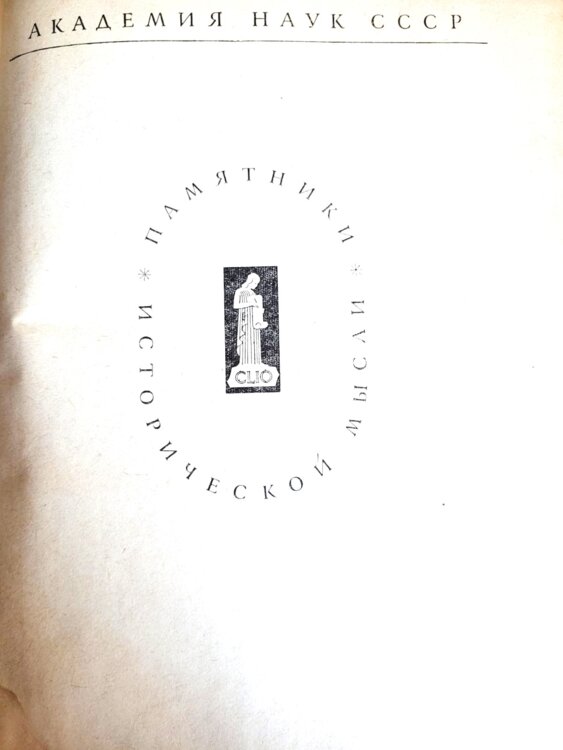 АКАДЕМИЯ НАУК СССР
ПАМЯТНИКИ
* ИСТОРИЧЕСКОЙ МЫСЛИ *
CLIO